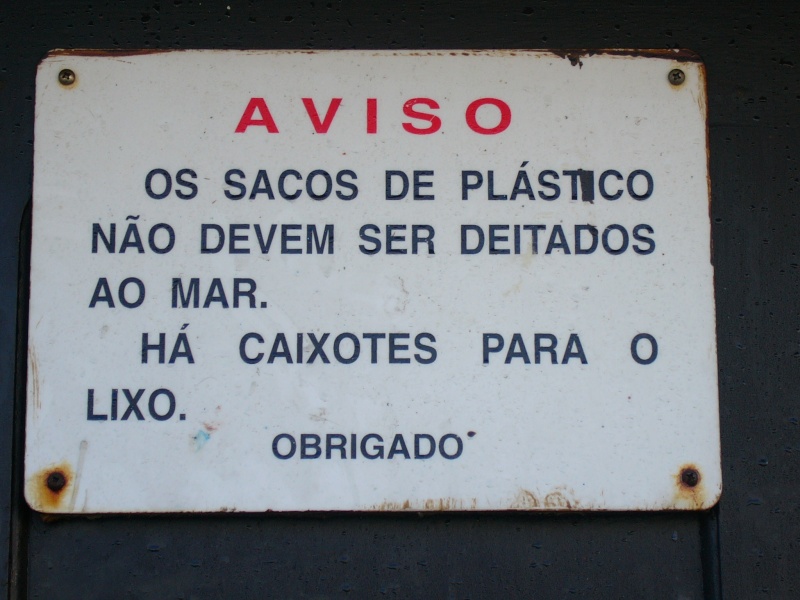 AVISO
OS SACOS DE PLÁSTICO
NÃO DEVEM SER DEITADOS
AO MAR.
HÁ CAIXOTES PARA O
LIXO.
OBRIGADO